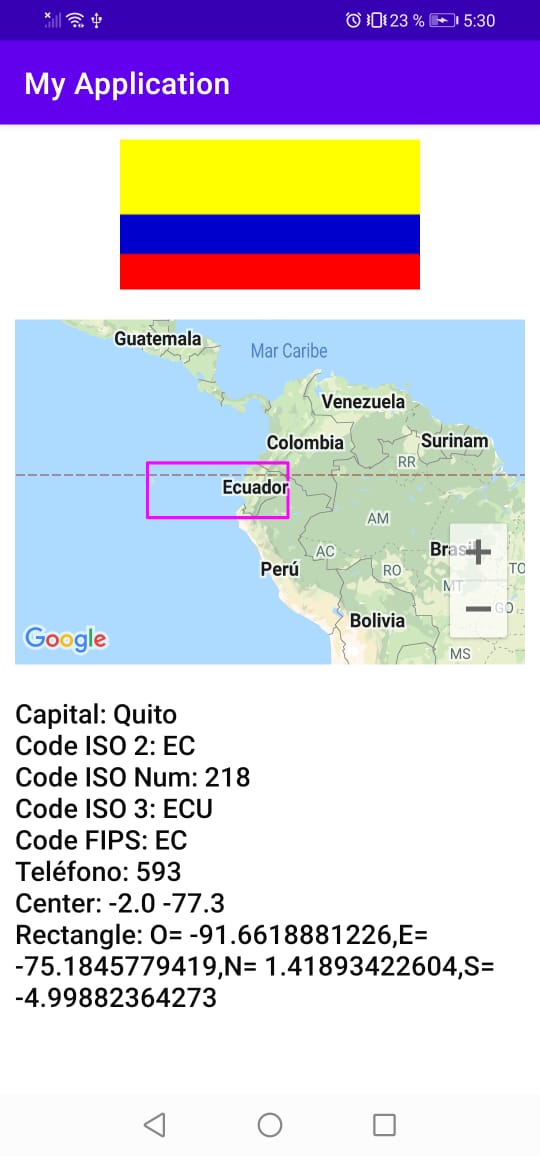 23 % 5:30
My Application
Guatemala
Mar Caribe
Venezuela
Colombia
Surinam
RR
Ecuador
AM
AC
Brasil
Perú
RO
TO
MT
GO
Bolivia
Google
MS
Capital: Quito
Code ISO 2: EC
Code ISO Num: 218
Code ISO 3: ECU
Code FIPS: EC
Teléfono: 593
Center: -2.0 -77.3
Rectangle: O= -91.6618881226,E=
-75.1845779419,N= 1.41893422604,S=
-4.99882364273